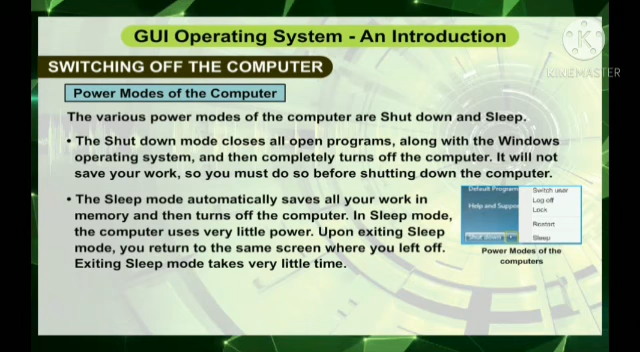 GUI Operating System - An Introduction
KINEMASTER
SWITCHING OFF THE COMPUTER
Power Modes of the Computer
The various power modes of the computer are Shut down and Sleep.
• The Shut down mode closes all open programs, along with the Windows
operating system, and then completely turns off the computer. It will not
save your work, so you must do so before shutting down the computer.
• The Sleep mode automatically saves all your work in
memory and then turns off the computer. In Sleep mode,
the computer uses very little power. Upon exiting Sleep
mode, you return to the same screen where you left off.
Exiting Sleep mode takes very little time.
Default Program
Help and Suppor
Shut down
Switch user
Log off
Lock
Restart
Sleep
Power Modes of the
computers